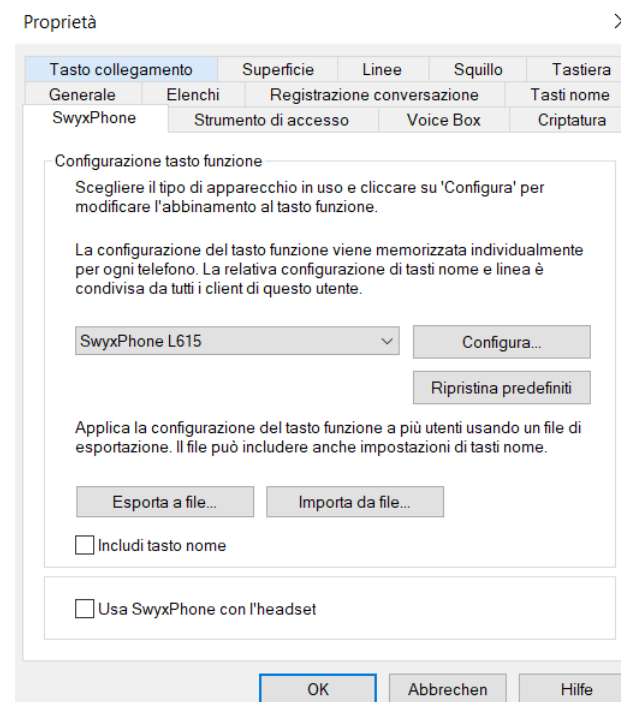 Proprietà
Tasto collegamento Superficie Linee Squillo Tastiera
Generale Elenchi Registrazione conversazione Tasti nome
SwyxPhone Strumento di accesso Voice Box Criptatura
Configurazione tasto funzione
Scegliere il tipo di apparecchio in uso e cliccare su 'Configura' per
modificare l'abbinamento al tasto funzione.
La configurazione del tasto funzione viene memorizzata individualmente
per ogni telefono. La relativa configurazione di tasti nome e linea è
condivisa da tutti i client di questo utente.
SwyxPhone L615 Configura...
Ripristina predefiniti
Applica la configurazione del tasto funzione a più utenti usando un file di
esportazione. Il file può includere anche impostazioni di tasti nome.
Esporta a file... Importa da file...
Includi tasto nome
Usa SwyxPhone con l'headset
OK Abbrechen Hilfe